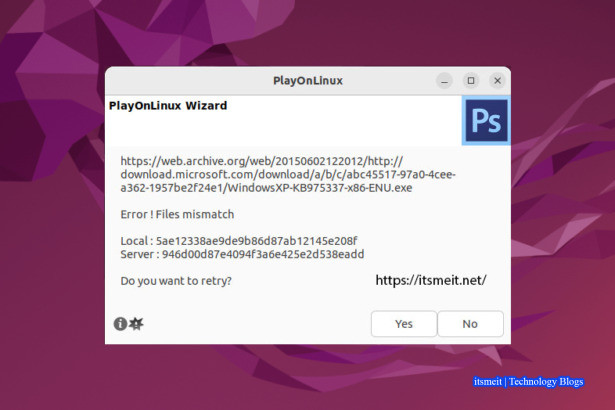 PlayOnLinux
PlayOnLinux Wizard
Ps
https://web.archive.org/web/20150602122012/http://
download.microsoft.com/download/a/b/c/abc45517-97a0-4cee-
a362-1957be2f24e1/WindowsXP-KB975337-x86-ENU.exe
Error ! Files mismatch
Local : 5ae12338ae9de9b86d87ab12145e208f
Server : 946d00d87e4094f3a6e425e2d538eadd
Do you want to retry?
https://itsmeit.net/
Yes
No
itsmeit | Technology Blogs